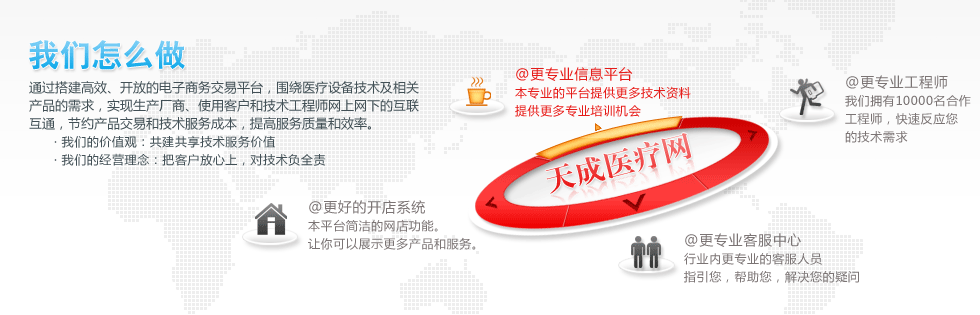 我们怎么做
通过搭建高效、开放的电子商务交易平台，围绕医疗设备技术及相关
产品的需求，实现生产厂商、使用客户和技术工程师网上网下的互联
互通，节约产品交易和技术服务成本，提高服务质量和效率。
· 我们的价值观：共建共享技术服务价值
· 我们的经营理念：把客户放心上，对技术负全责
@更专业信息平台
本专业的平台提供更多技术资料
提供更多专业培训机会
@更专业工程师
我们拥有10000名合作
工程师，快速反应您
的技术需求
天成医疗网
@更好的开店系统
本平台简洁的网店功能。
让你可以展示更多产品和服务。
@更专业客服中心
行业内更专业的客服人员
指引您，帮助您，解决您的疑问